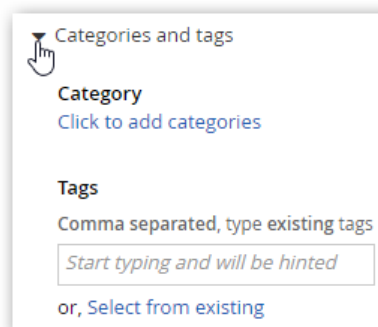 Categories and tags
Category
Click to add categories
Tags
Comma separated, type existing tags
Start typing and will be hinted
or, Select from existing